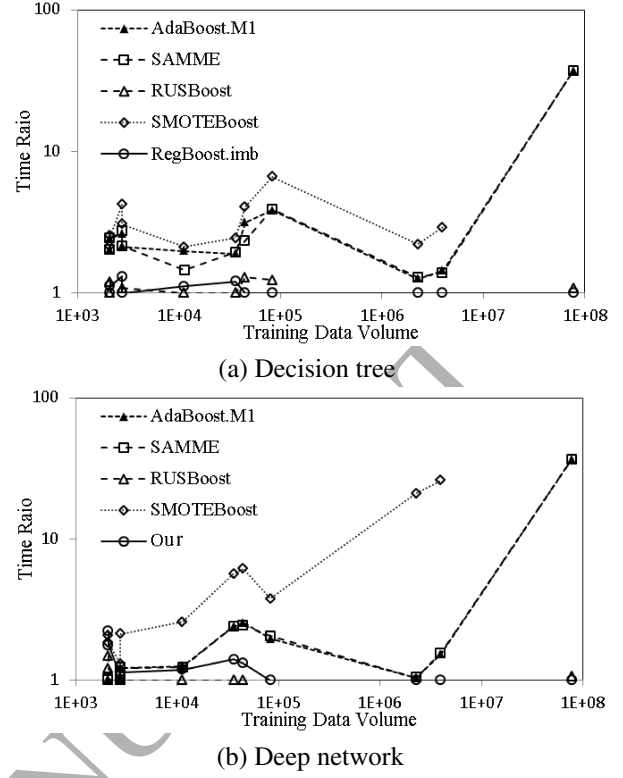 100
AdaBoost.M1
SAMME
RUSBoost
SMOTEBoost
RegBoost.imb
Time Raio
10
1
1E+03 1E+04 1E+05 1E+06 1E+07 1E+08
Training Data Volume
(a) Decision tree
100
AdaBoost.M1
SAMME
RUSBoost
SMOTEBoost
Our
Time Raio
10
1
1E+03 1E+04 1E+05 1E+06 1E+07 1E+08
Training Data Volume
(b) Deep network